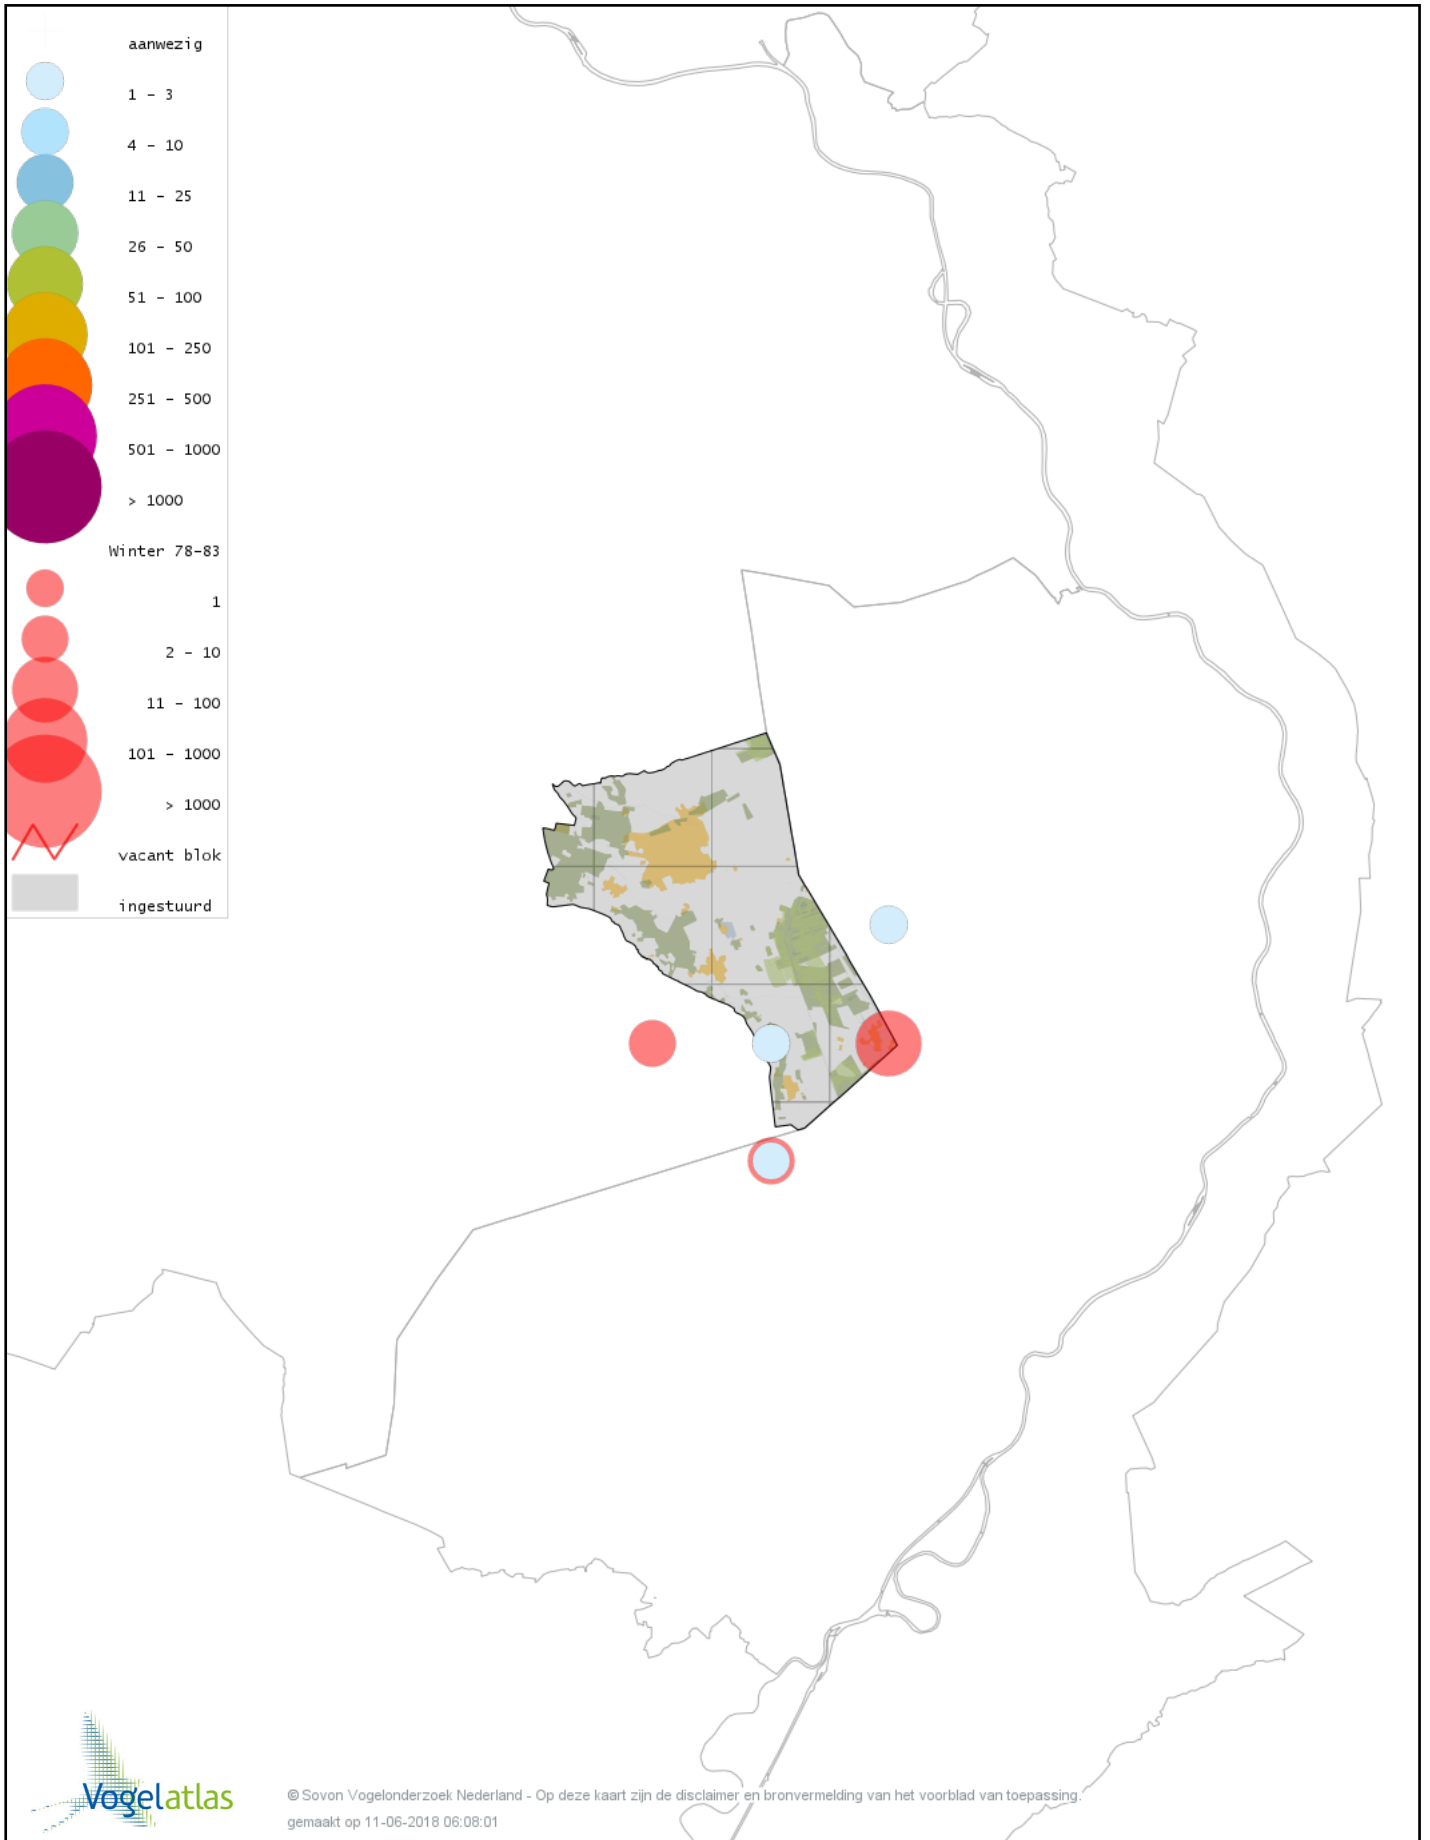 aanwezig
1 - 3
4 - 10
11 - 25
26 - 50
51 - 100
101 - 250
251 - 500
501 - 1000
> 1000
Winter 78-83
1
2 - 10
11 - 100
101 - 1000
> 1000
vacant blok
ingestuurd
Vogelatlas
© Sovon Vogelonderzoek Nederland - Op deze kaart zijn de disclaimer en bronvermelding van het voorblad van toepassing.
gemaakt op 11-06-2018 06:08:01